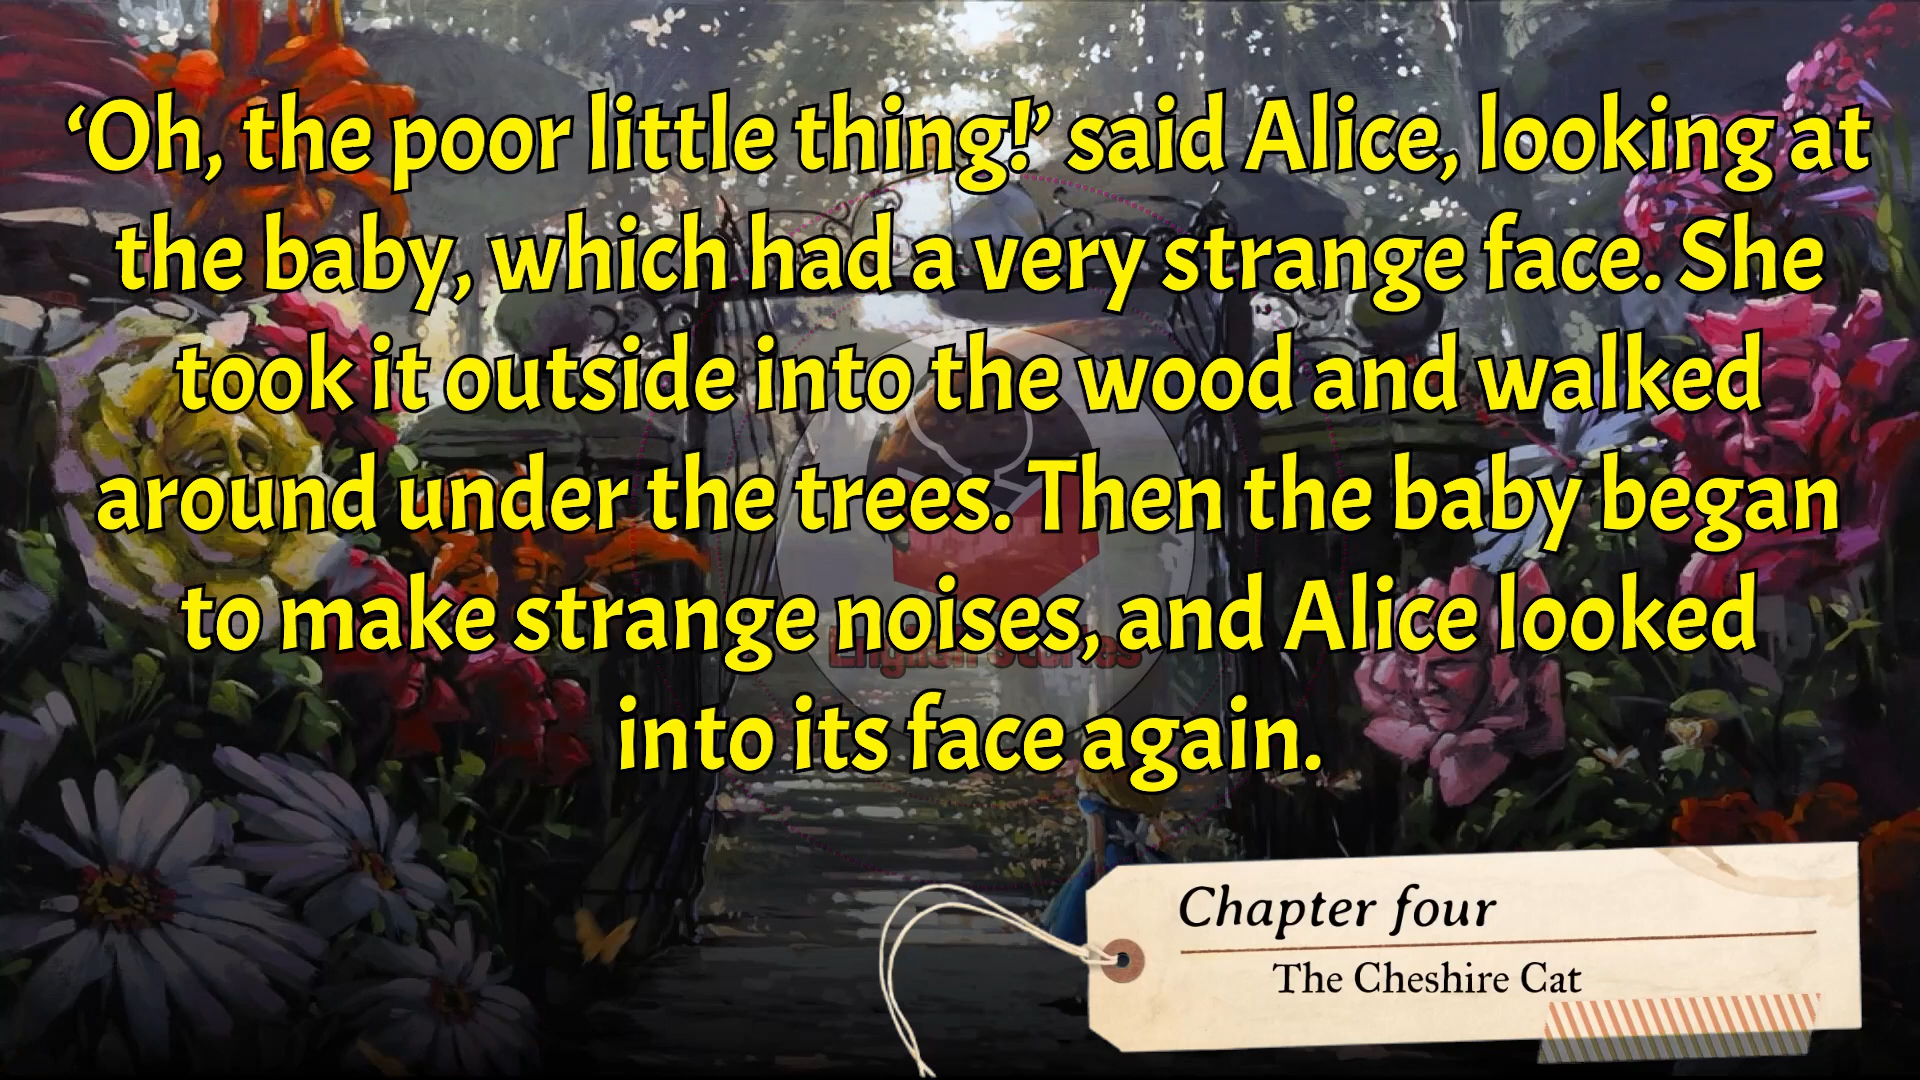 ‘Oh, the poor little thing!’ said Alice, looking at
the baby, which had a very strange face. She
took it outside into the wood and walked
around under the trees. Then the baby began
to make strange noises, and Alice looked
into its face again.
English Stories
Chapter four
The Cheshire Cat